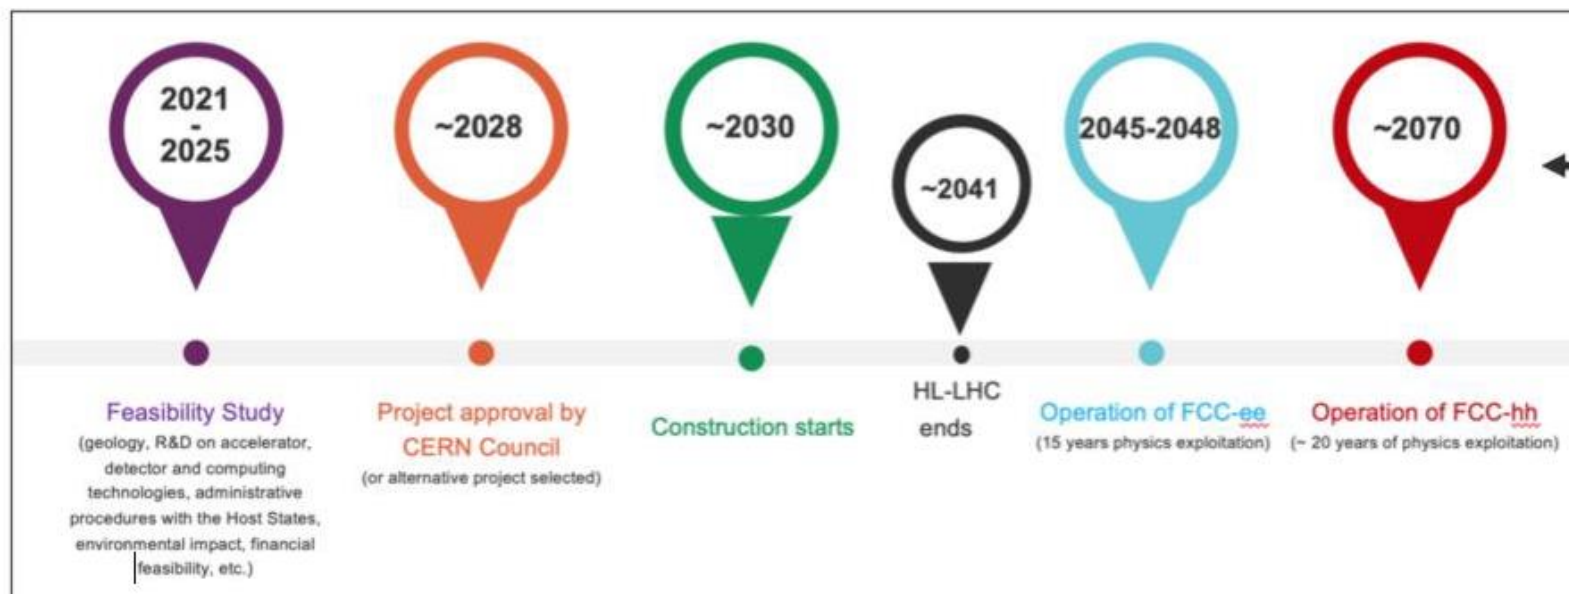 2021
-
2025
~2028
~2030
~2041
2045-2048
~2070
Feasibility Study
(geology, R&D on accelerator,
detector and computing
technologies, administrative
procedures with the Host States,
environmental impact, financial
feasibility, etc.)
Project approval by
CERN Council
(or alternative project selected)
Construction starts
HL-LHC
ends
Operation of FCC-ee
(15 years physics exploitation)
Operation of FCC-hh
(~ 20 years of physics exploitation)